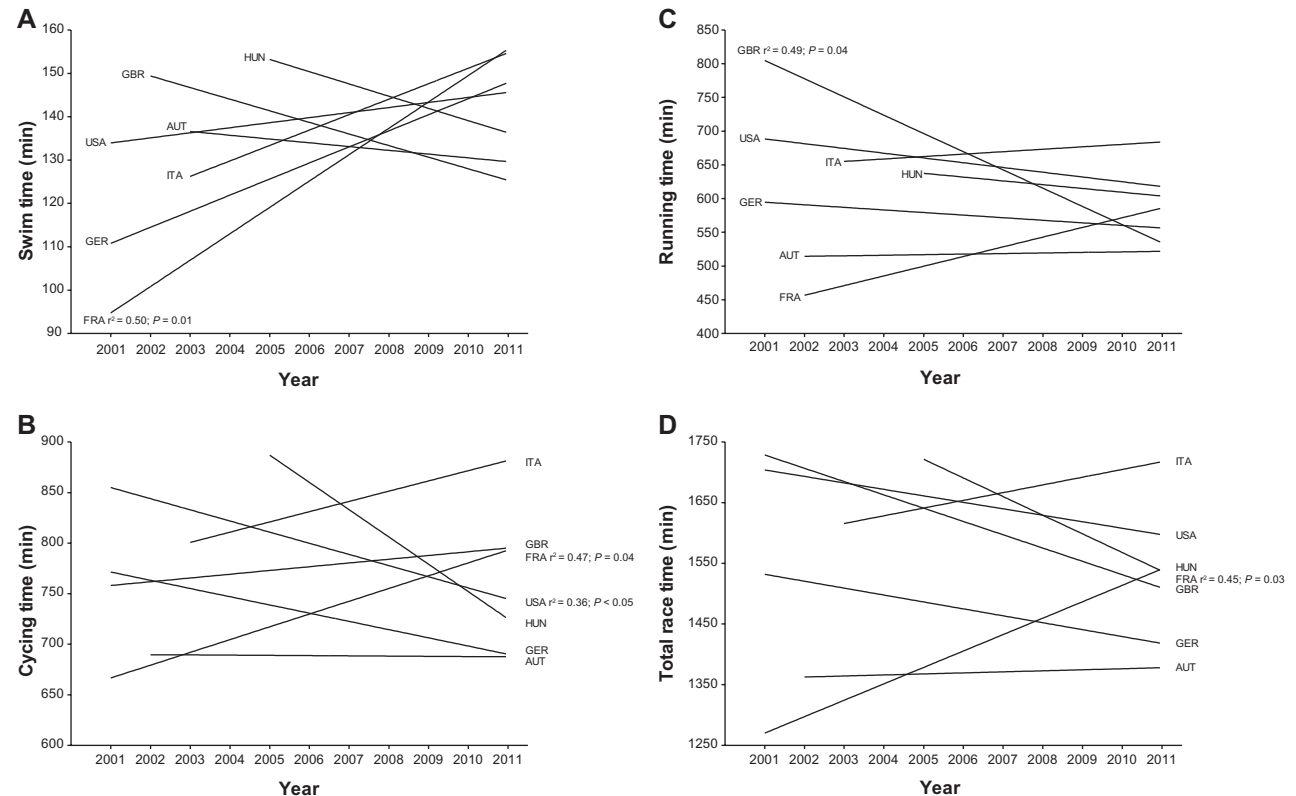 A
Swim time (min)
160
150
140
130
120
110
100
90
HUN
GBR
AUT
USA
ITA
GER
FRA r² = 0.50; P = 0.01
2001 2002 2003 2004 2005 2006 2007 2008 2009 2010 2011
Year
C
Running time (min)
850
800
750
700
650
600
550
500
450
400
GBR r² = 0.49; P = 0.04
USA
ITA
HUN
GER
AUT
FRA
2001 2002 2003 2004 2005 2006 2007 2008 2009 2010 2011
Year
B
Cycing time (min)
900
850
800
750
700
650
600
ITA
GBR
FRA r² = 0.47; P = 0.04
USA r² = 0.36; P < 0.05
HUN
GER
AUT
2001 2002 2003 2004 2005 2006 2007 2008 2009 2010 2011
Year
D
Total race time (min)
1750
1650
1550
1450
1350
1250
ITA
USA
HUN
FRA r² = 0.45; P = 0.03
GBR
GER
AUT
2001 2002 2003 2004 2005 2006 2007 2008 2009 2010 2011
Year